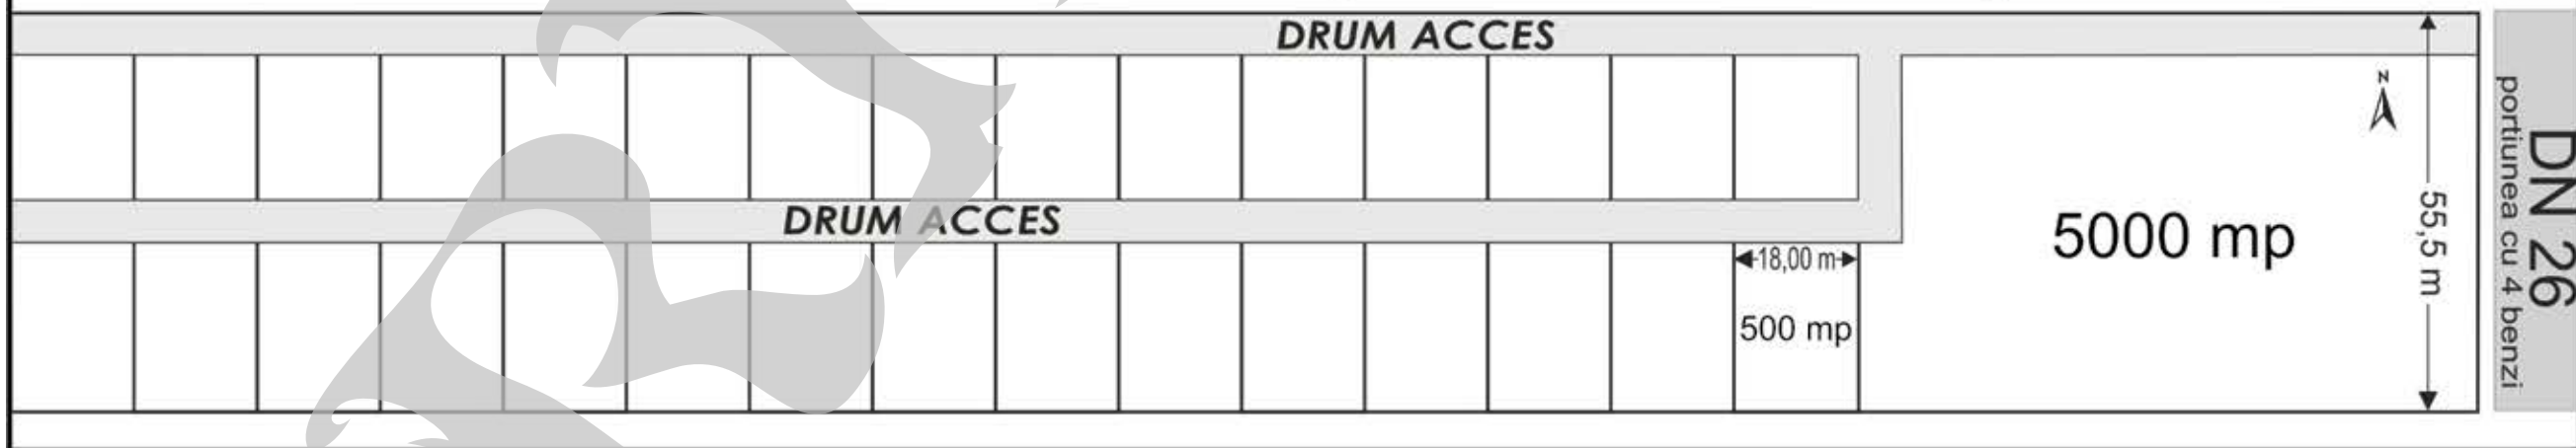 DRUM ACCES
N
DRUM ACCES
18,00 m
500 mp
5000 mp
55,5 m
DN 26
portiunea cu 4 benzi